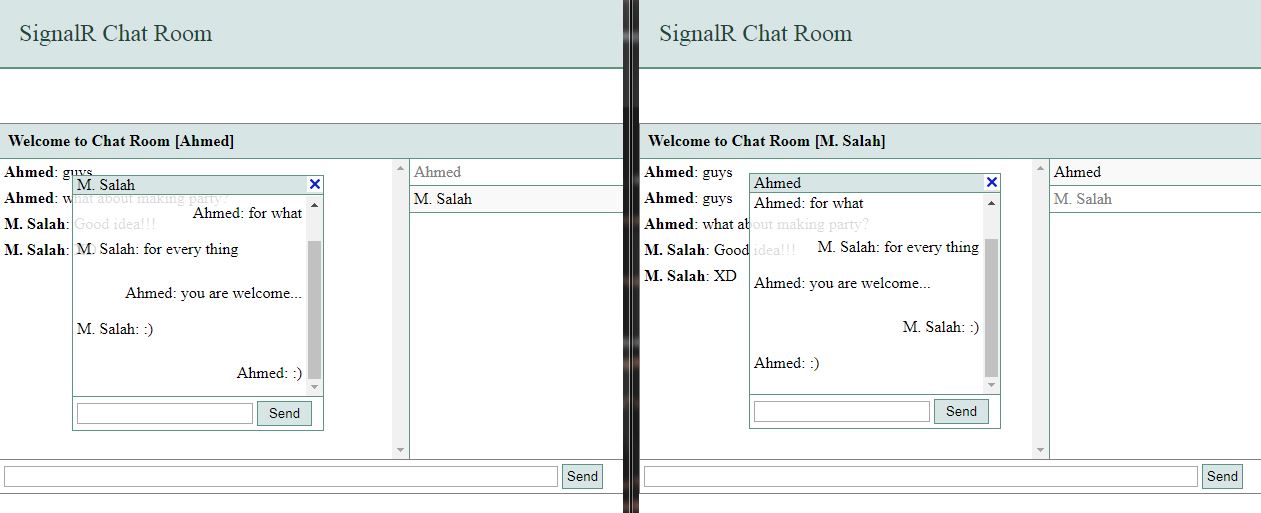 SignalR Chat Room
Welcome to Chat Room [Ahmed]
Ahmed: guys
Ahmed: what about making party?
M. Salah: Good idea!!!
M. Salah: XD
Ahmed
M. Salah
M. Salah
Ahmed: for what
M. Salah: for every thing
Ahmed: you are welcome...
M. Salah: :)
Ahmed: :)
Send
Send
SignalR Chat Room
Welcome to Chat Room [M. Salah]
Ahmed: guys
Ahmed: guys
Ahmed: what about making party?
M. Salah: Good idea!!!
M. Salah: XD
Ahmed
M. Salah
Ahmed
Ahmed: for what
M. Salah: for every thing
Ahmed: you are welcome...
M. Salah: :)
Ahmed: :)
Send
Send